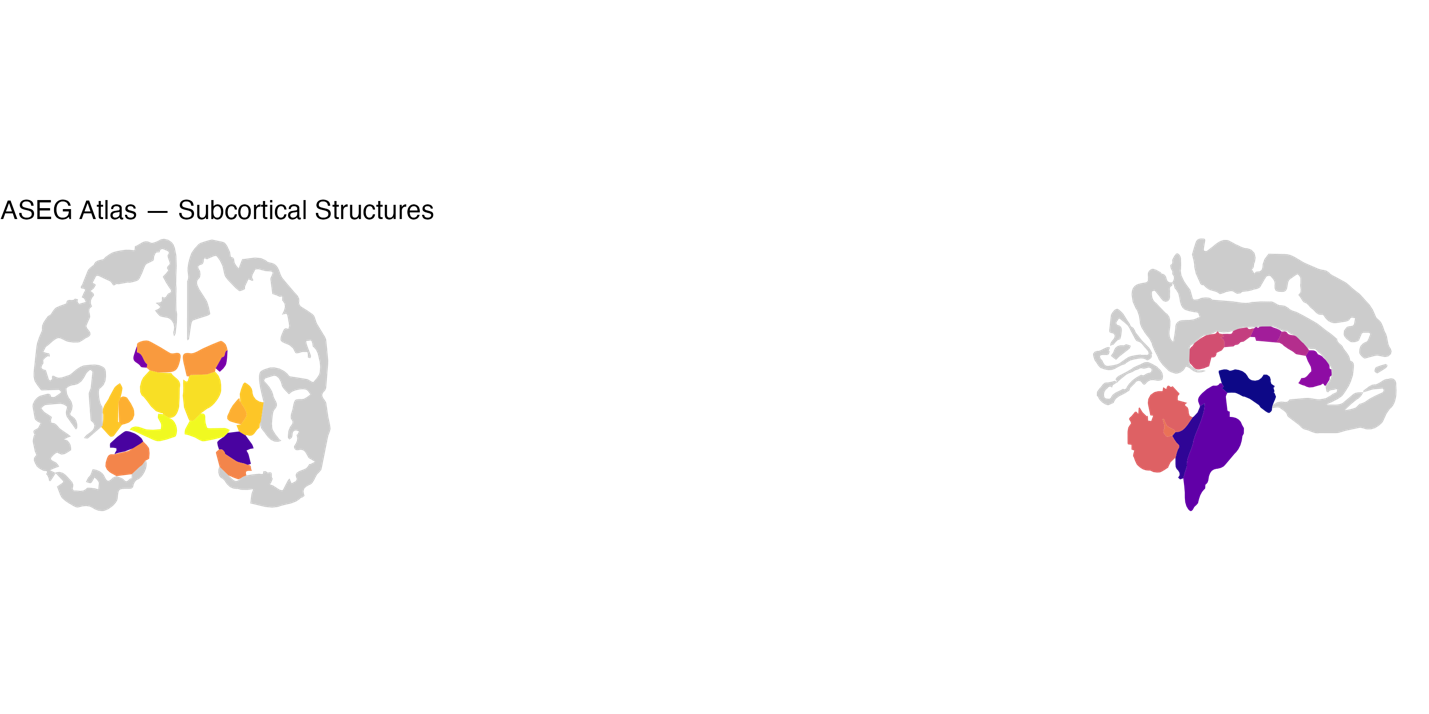 ASEG Atlas — Subcortical Structures